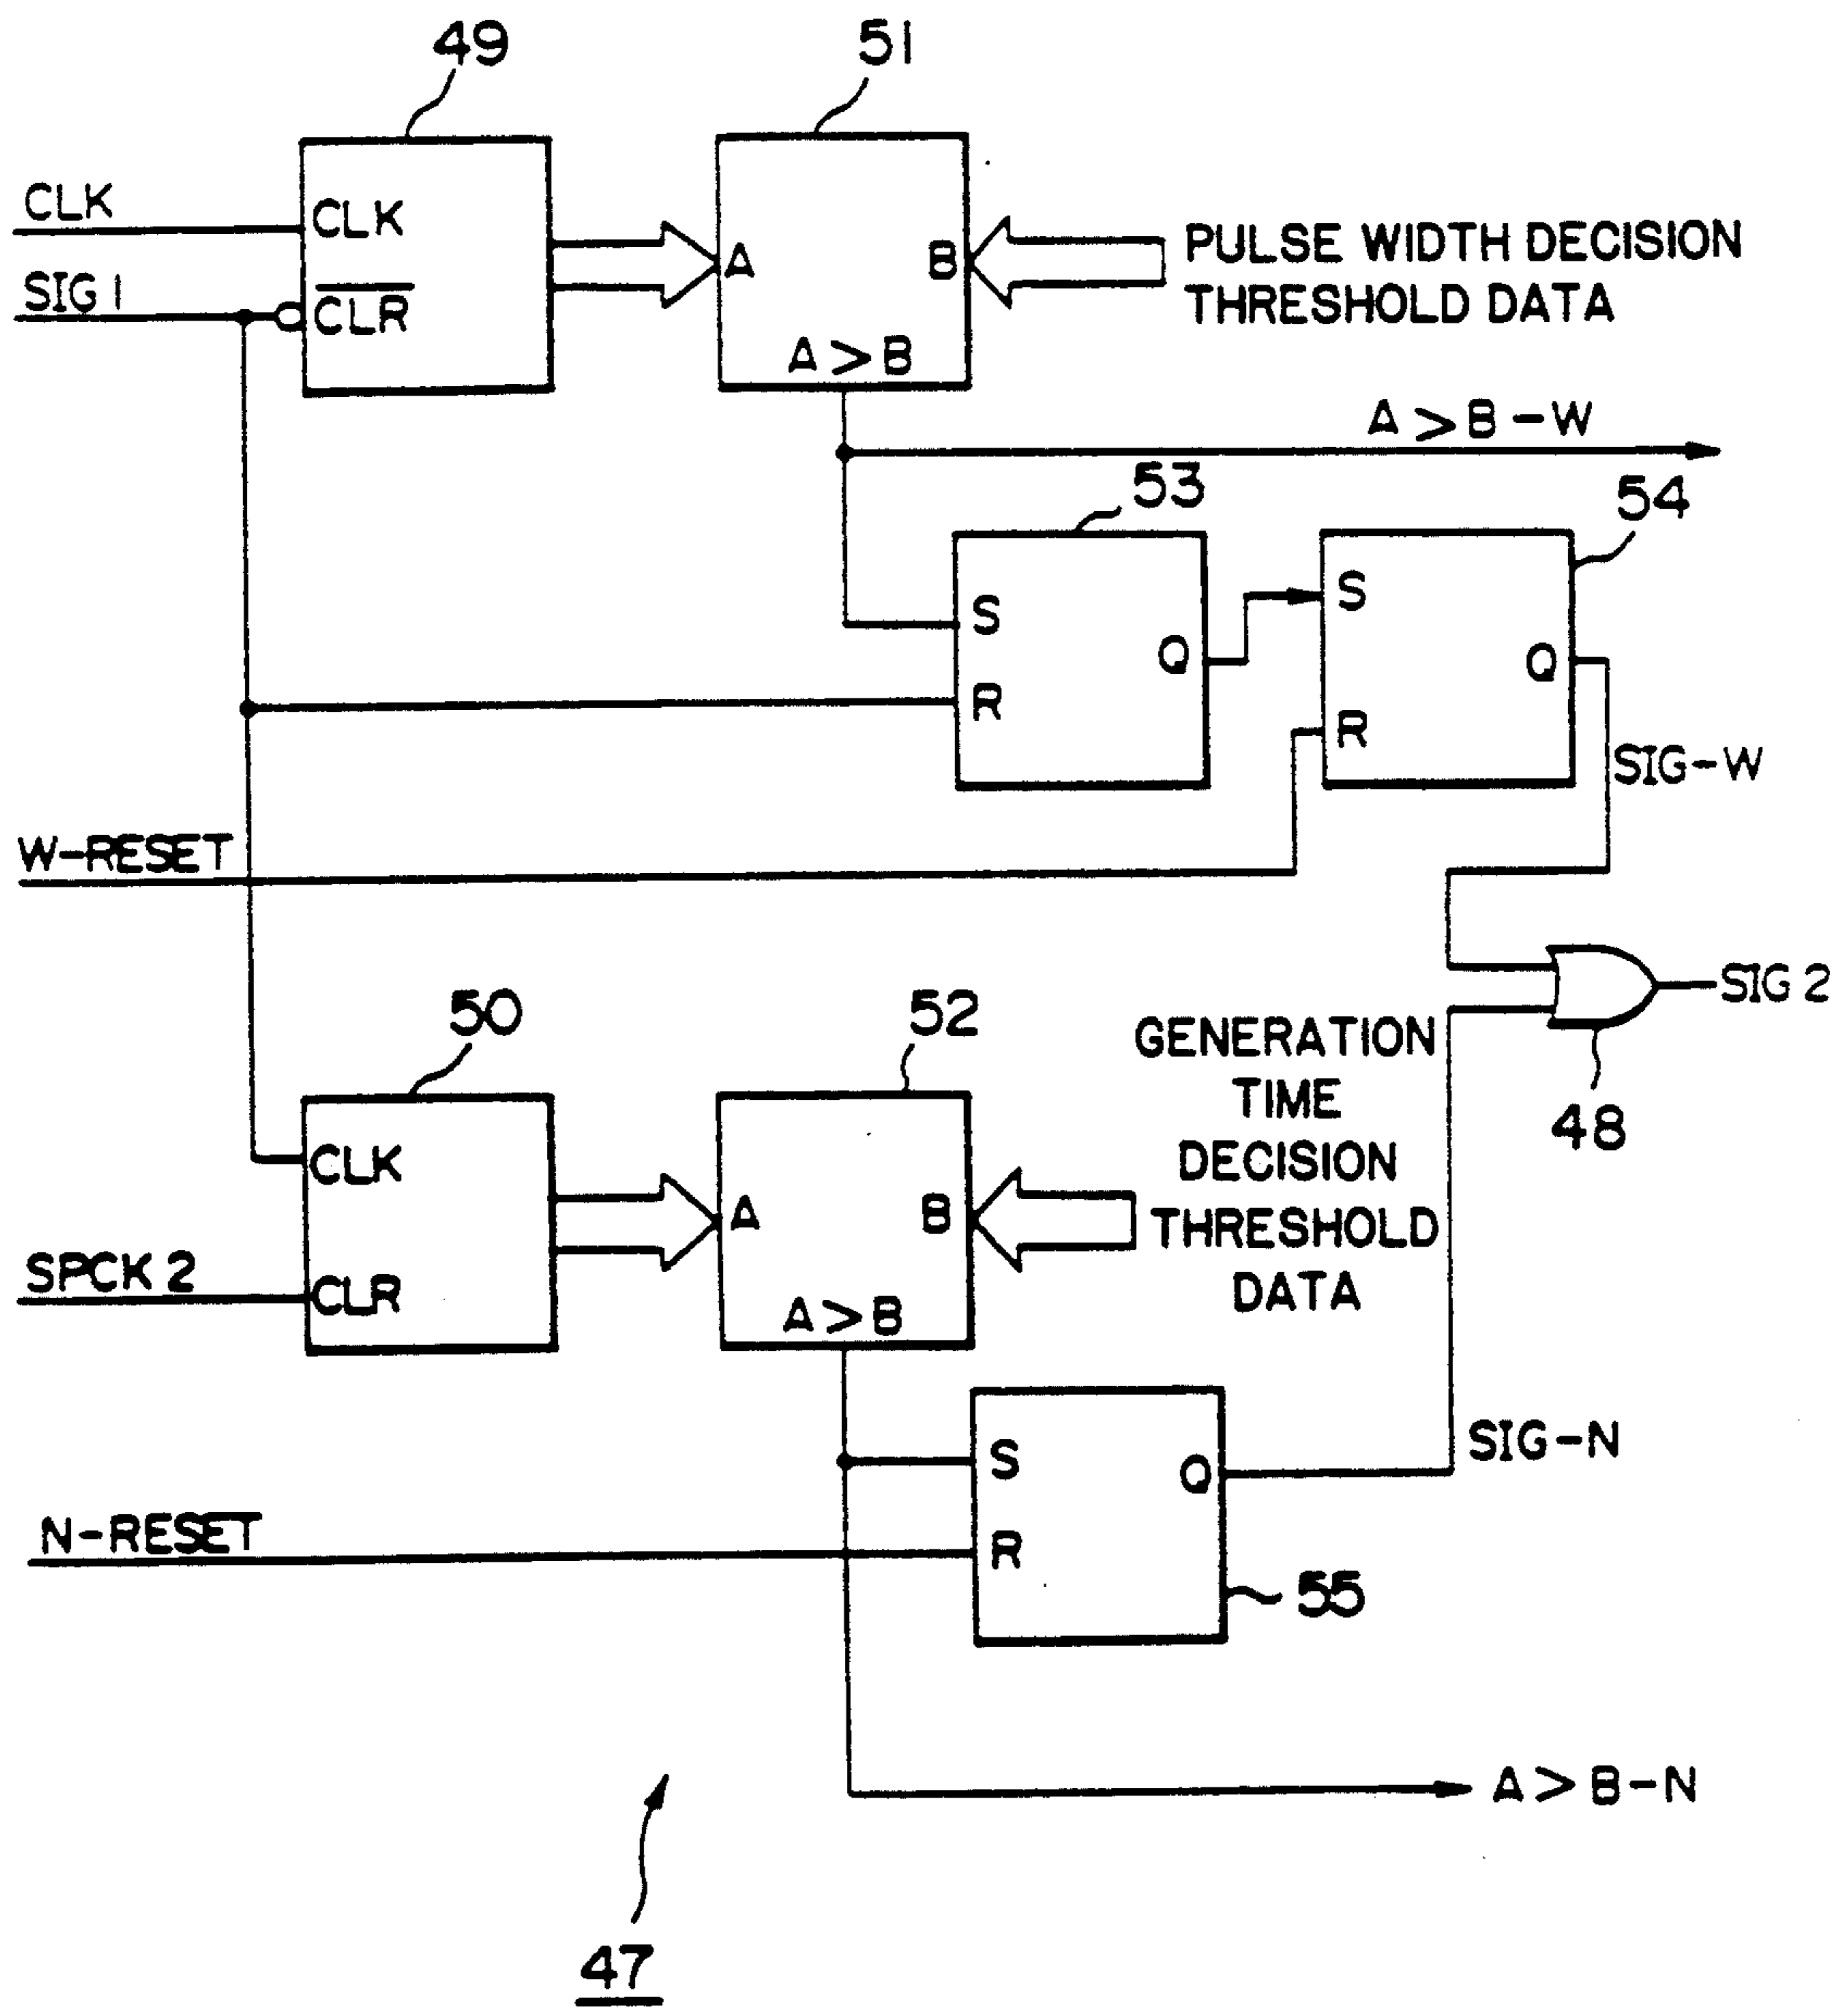 49
51
CLK
CLK
A
B
PULSE WIDTH DECISION
THRESHOLD DATA
SIG 1
CLR
A > B
A > B - W
53
54
S
Q
R
S
Q
R
SIG-W
W-RESET
SIG 2
48
50
52
GENERATION
TIME
DECISION
THRESHOLD
DATA
CLK
A
B
SPCK 2
CLR
A > B
S
Q
R
SIG-N
N-RESET
55
A > B-N
47